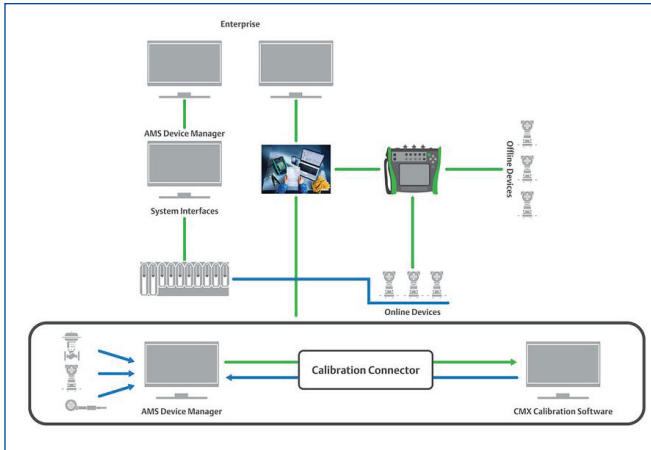 Enterprise
AMS Device Manager
System Interfaces
Offline Devices
Online Devices
Calibration Connector
AMS Device Manager
CMX Calibration Software